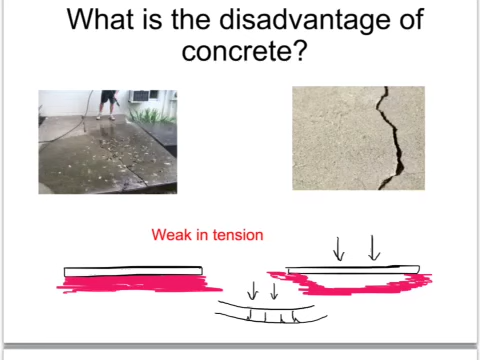 What is the disadvantage of
concrete?
Weak in tension